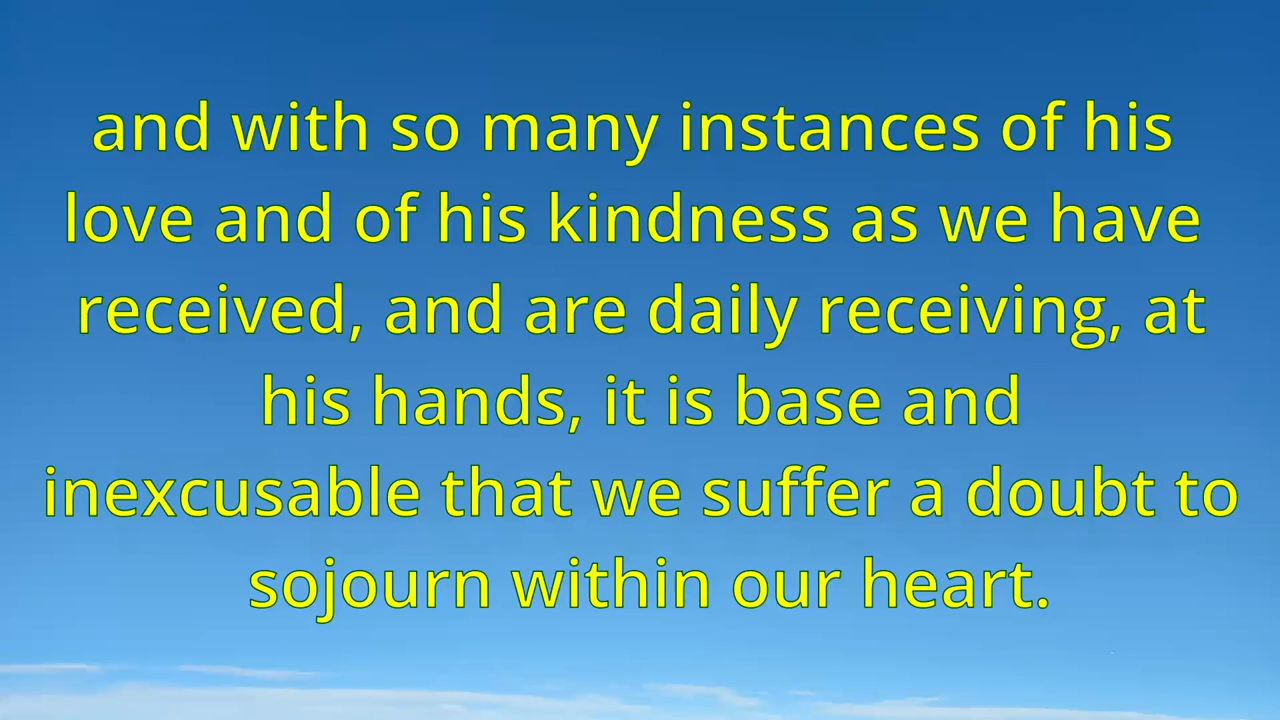 and with so many instances of his
love and of his kindness as we have
received, and are daily receiving, at
his hands, it is base and
inexcusable that we suffer a doubt to
sojourn within our heart.